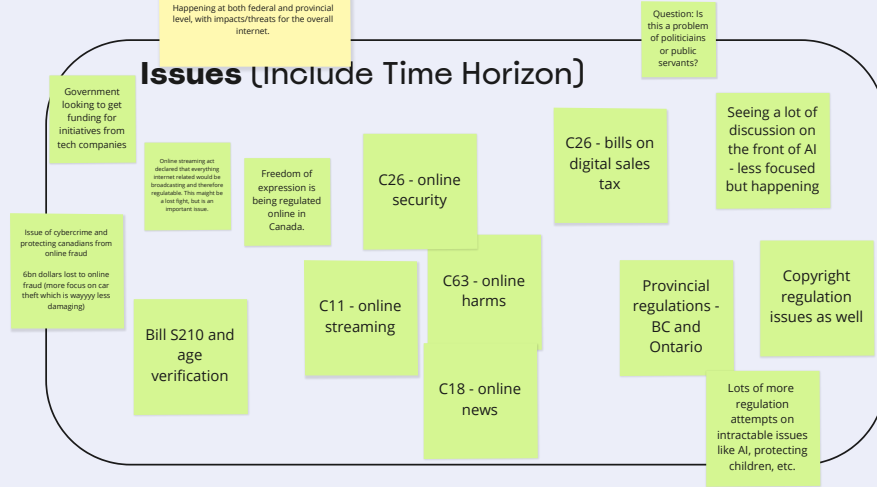 Happening at both federal and provincial
level, with impacts/threats for the overall
internet.
Question: Is
this a problem
of politiciains
or public
servants?
Issues (Include Time Horizon)
Government
looking to get
funding for
initiatives from
tech companies
Online streaming act
declared that everything
internet related would be
broadcasting and therefore
regulatable. This maight be
a lost fight, but is an
important issue.
Freedom of
expression is
being regulated
online in
Canada.
C26 - online
security
C26 - bills on
digital sales
tax
Seeing a lot of
discussion on
the front of AI
- less focused
but happening
Issue of cybercrime and
protecting canadians from
online fraud
6bn dollars lost to online
fraud (more focus on car
theft which is wayyyy less
damaging)
Bill S210 and
age
verification
C11 - online
streaming
C63 - online
harms
C18 - online
news
Provincial
regulations -
BC and
Ontario
Copyright
regulation
issues as well
Lots of more
regulation
attempts on
intractable issues
like AI, protecting
children, etc.